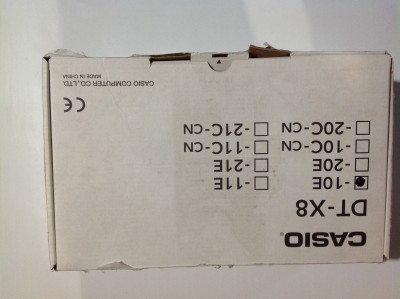 CASIO®
DT-X8
-10E -11E
-20E -21E
-10C-CN -11C-CN
-20C-CN -21C-CN
CE
CASIO COMPUTER CO.,LTD.
MADE IN CHINA